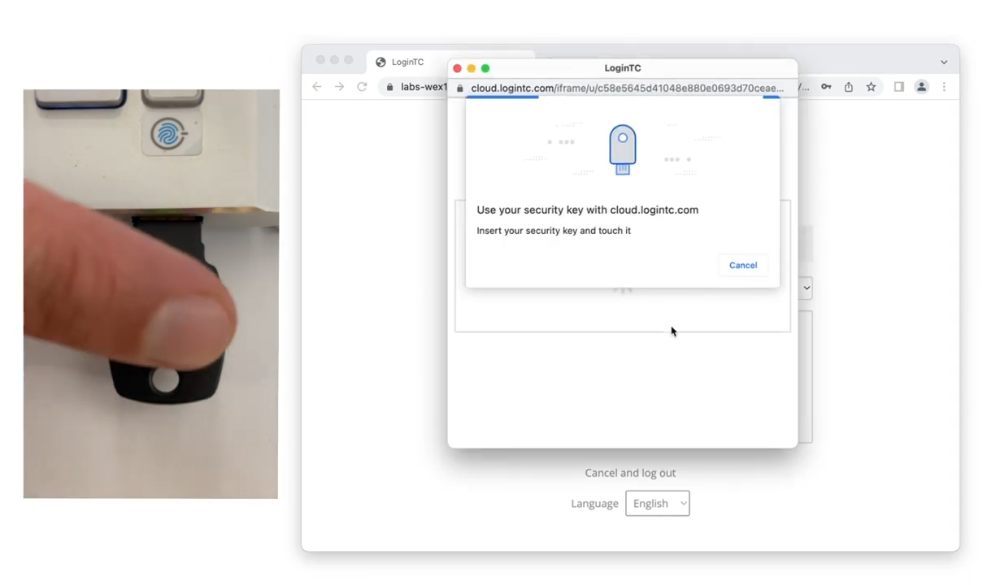 LoginTC
LoginTC
labs-wex1
cloud.logintc.com/iframe/u/c58e5645d41048e880e0693d70ceae...
/...
Use your security key with cloud.logintc.com
Insert your security key and touch it
Cancel
Cancel and log out
Language English